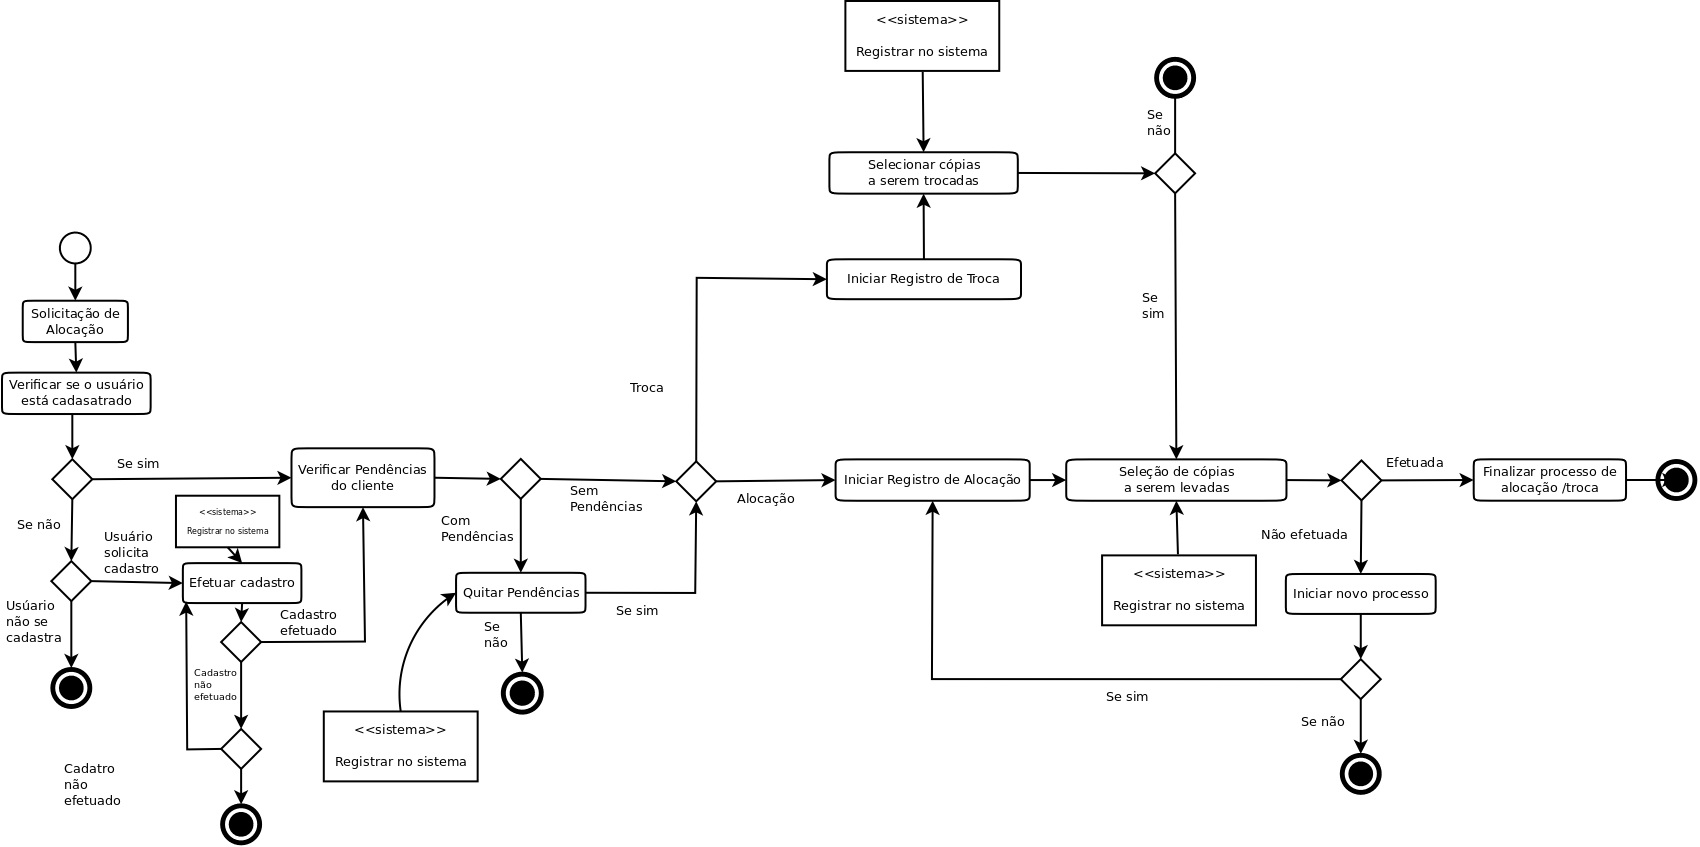 <<sistema>>
Registrar no sistema
Se
não
Selecionar cópias
a serem trocadas
Iniciar Registro de Troca
Se
sim
Solicitação de
Alocação
Verificar se o usuário
está cadasatrado
Troca
Se sim
Verificar Pendências
do cliente
Sem
Pendências
Alocação
Iniciar Registro de Alocação
Seleção de cópias
a serem levadas
Efetuada
Finalizar processo de
alocação /troca
Se não
Usuário
solicita
cadastro
<<sistema>>
Registrar no sistema
Com
Pendências
Não efetuada
Efetuar cadastro
Quitar Pendências
<<sistema>>
Registrar no sistema
Iniciar novo processo
Usúario
não se
cadastra
Cadastro
efetuado
Se
não
Se sim
Cadastro
não
efetuado
Se sim
Se não
<<sistema>>
Registrar no sistema
Cadatro
não
efetuado